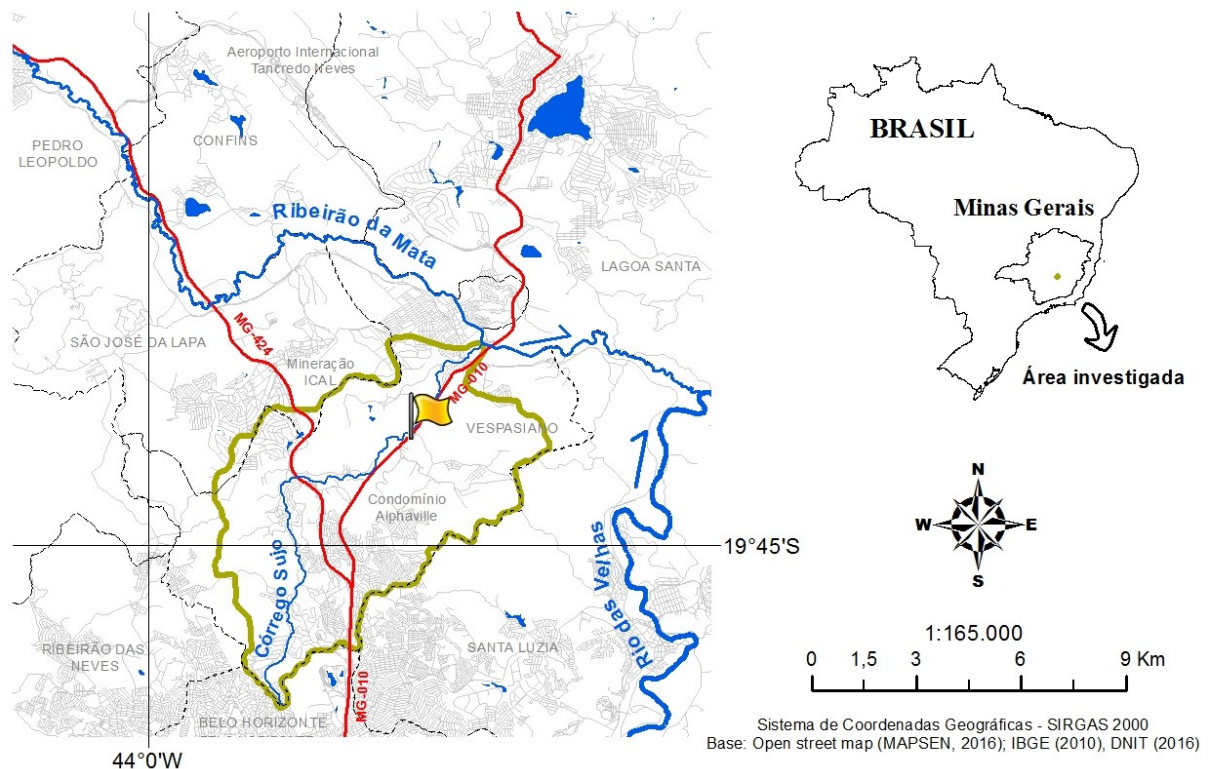 Aeroporto Internacional
Tancredo Neves
PEDRO
LEOPOLDO
CONFINS
Ribeirão da Mata
LAGOA SANTA
SÃO JOSÉ DA LAPA
MG-424
Mineração
ICAL
MG-010
VESPASIANO
Condomínio
Alphaville
Córrego Sujo
Rio das Velhas
RIBEIRÃO DAS
NEVES
SANTA LUZIA
MG-010
BELO HORIZONTE
44°0'W
19°45'S
BRASIL
Minas Gerais
Área investigada
N
W
E
S
1:165.000
0 1,5 3 6 9 Km
Sistema de Coordenadas Geográficas - SIRGAS 2000
Base: Open street map (MAPSEN, 2016); IBGE (2010), DNIT (2016)